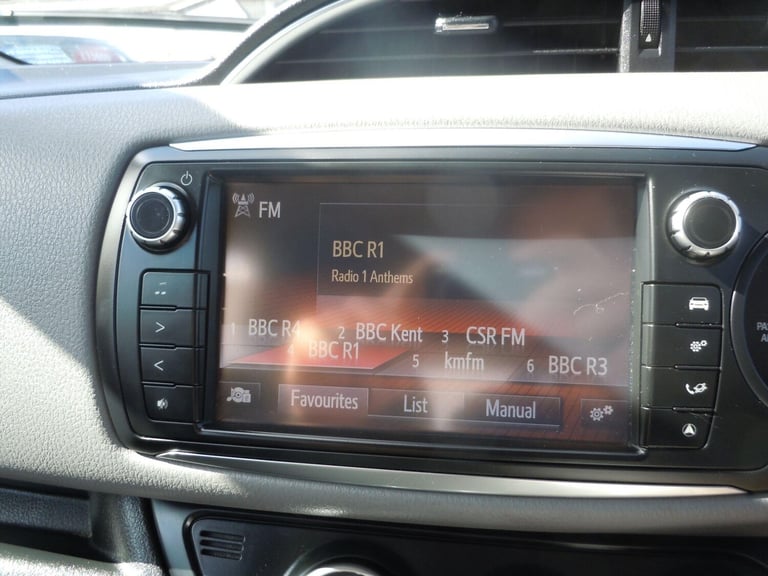 FM
BBC R1
Radio 1 Anthems
1 BBC R4 2 BBC Kent 3 CSR FM
4 BBC R1 5 kmfm 6 BBC R3
Favourites List Manual